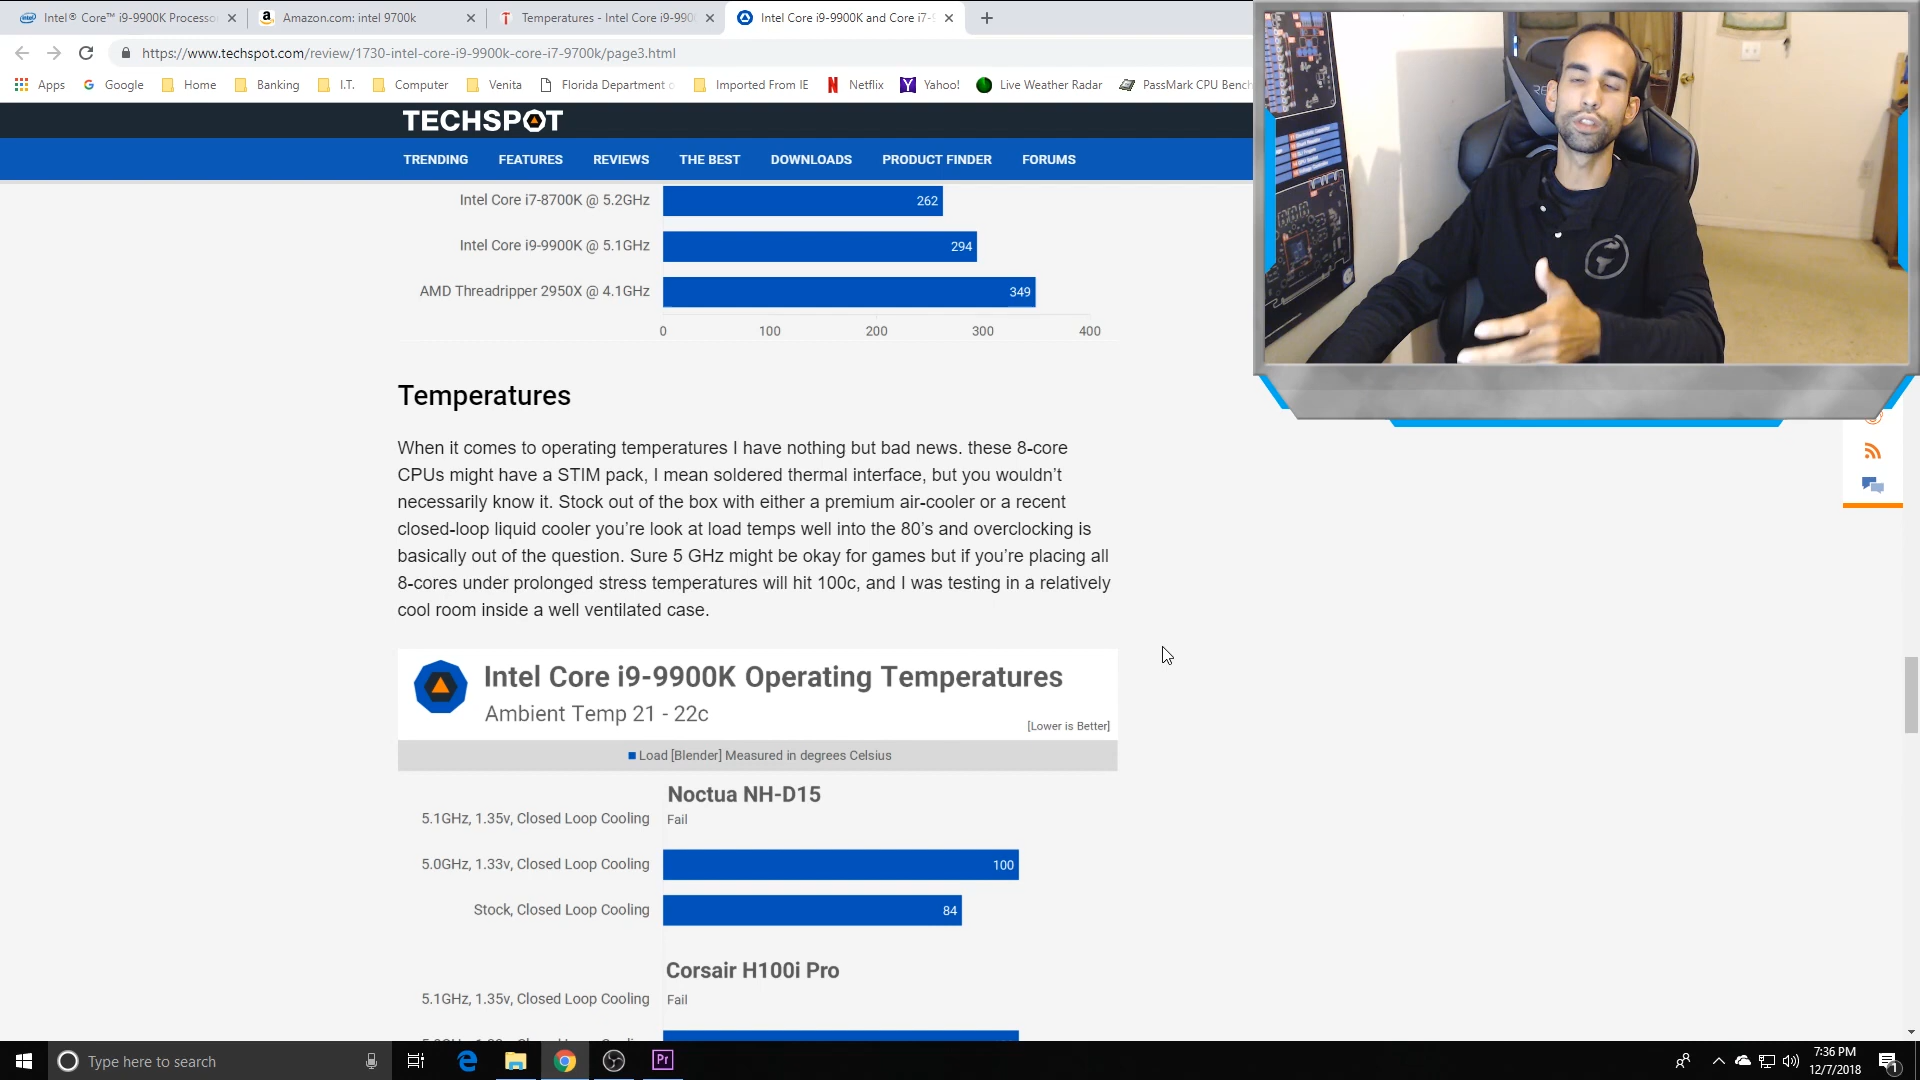 Intel® Core™ i9-9900K Processo
Amazon.com: intel 9700k
Temperatures - Intel Core i9-990
Intel Core i9-9900K and Core i7-9
https://www.techspot.com/review/1730-intel-core-i9-9900k-core-i7-9700k/page3.html
Apps
Google
Home
Banking
I.T.
Computer
Venita
Florida Department o
Imported From IE
Netflix
Yahoo!
Live Weather Radar
PassMark CPU Bench
TECHSPOT
TRENDING
FEATURES
REVIEWS
THE BEST
DOWNLOADS
PRODUCT FINDER
FORUMS
Intel Core i7-8700K @ 5.2GHz 262
Intel Core i9-9900K @ 5.1GHz 294
AMD Threadripper 2950X @ 4.1GHz 349
0 100 200 300 400
Temperatures
When it comes to operating temperatures I have nothing but bad news. these 8-core
CPUs might have a STIM pack, I mean soldered thermal interface, but you wouldn't
necessarily know it. Stock out of the box with either a premium air-cooler or a recent
closed-loop liquid cooler you're look at load temps well into the 80's and overclocking is
basically out of the question. Sure 5 GHz might be okay for games but if you're placing all
8-cores under prolonged stress temperatures will hit 100c, and I was testing in a relatively
cool room inside a well ventilated case.
Intel Core i9-9900K Operating Temperatures
Ambient Temp 21 - 22c
[Lower is Better]
Load [Blender] Measured in degrees Celsius
Noctua NH-D15
5.1GHz, 1.35v, Closed Loop Cooling Fail
5.0GHz, 1.33v, Closed Loop Cooling 100
Stock, Closed Loop Cooling 84
Corsair H100i Pro
5.1GHz, 1.35v, Closed Loop Cooling Fail
Type here to search
Pr
7:36 PM
12/7/2018
1